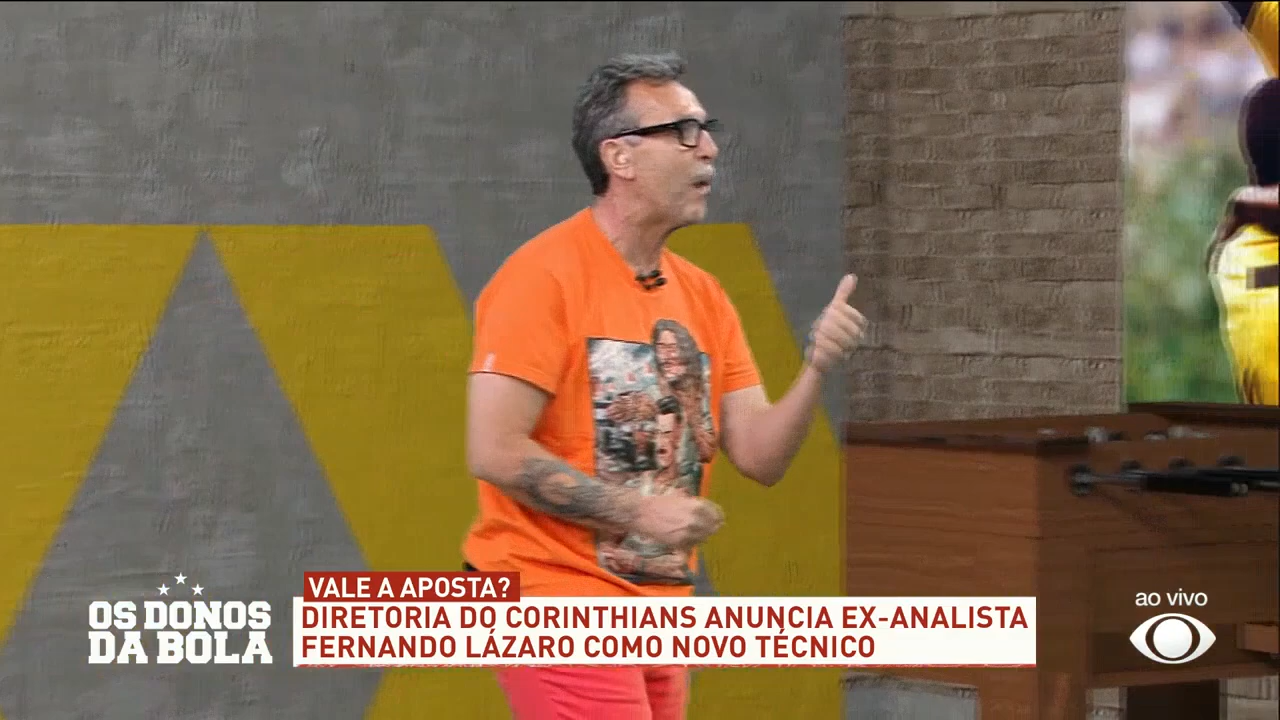 VALE A APOSTA?
DIRETORIA DO CORINTHIANS ANUNCIA EX-ANALISTA
FERNANDO LÁZARO COMO NOVO TÉCNICO
OS DONOS
DA BOLA
ao vivo